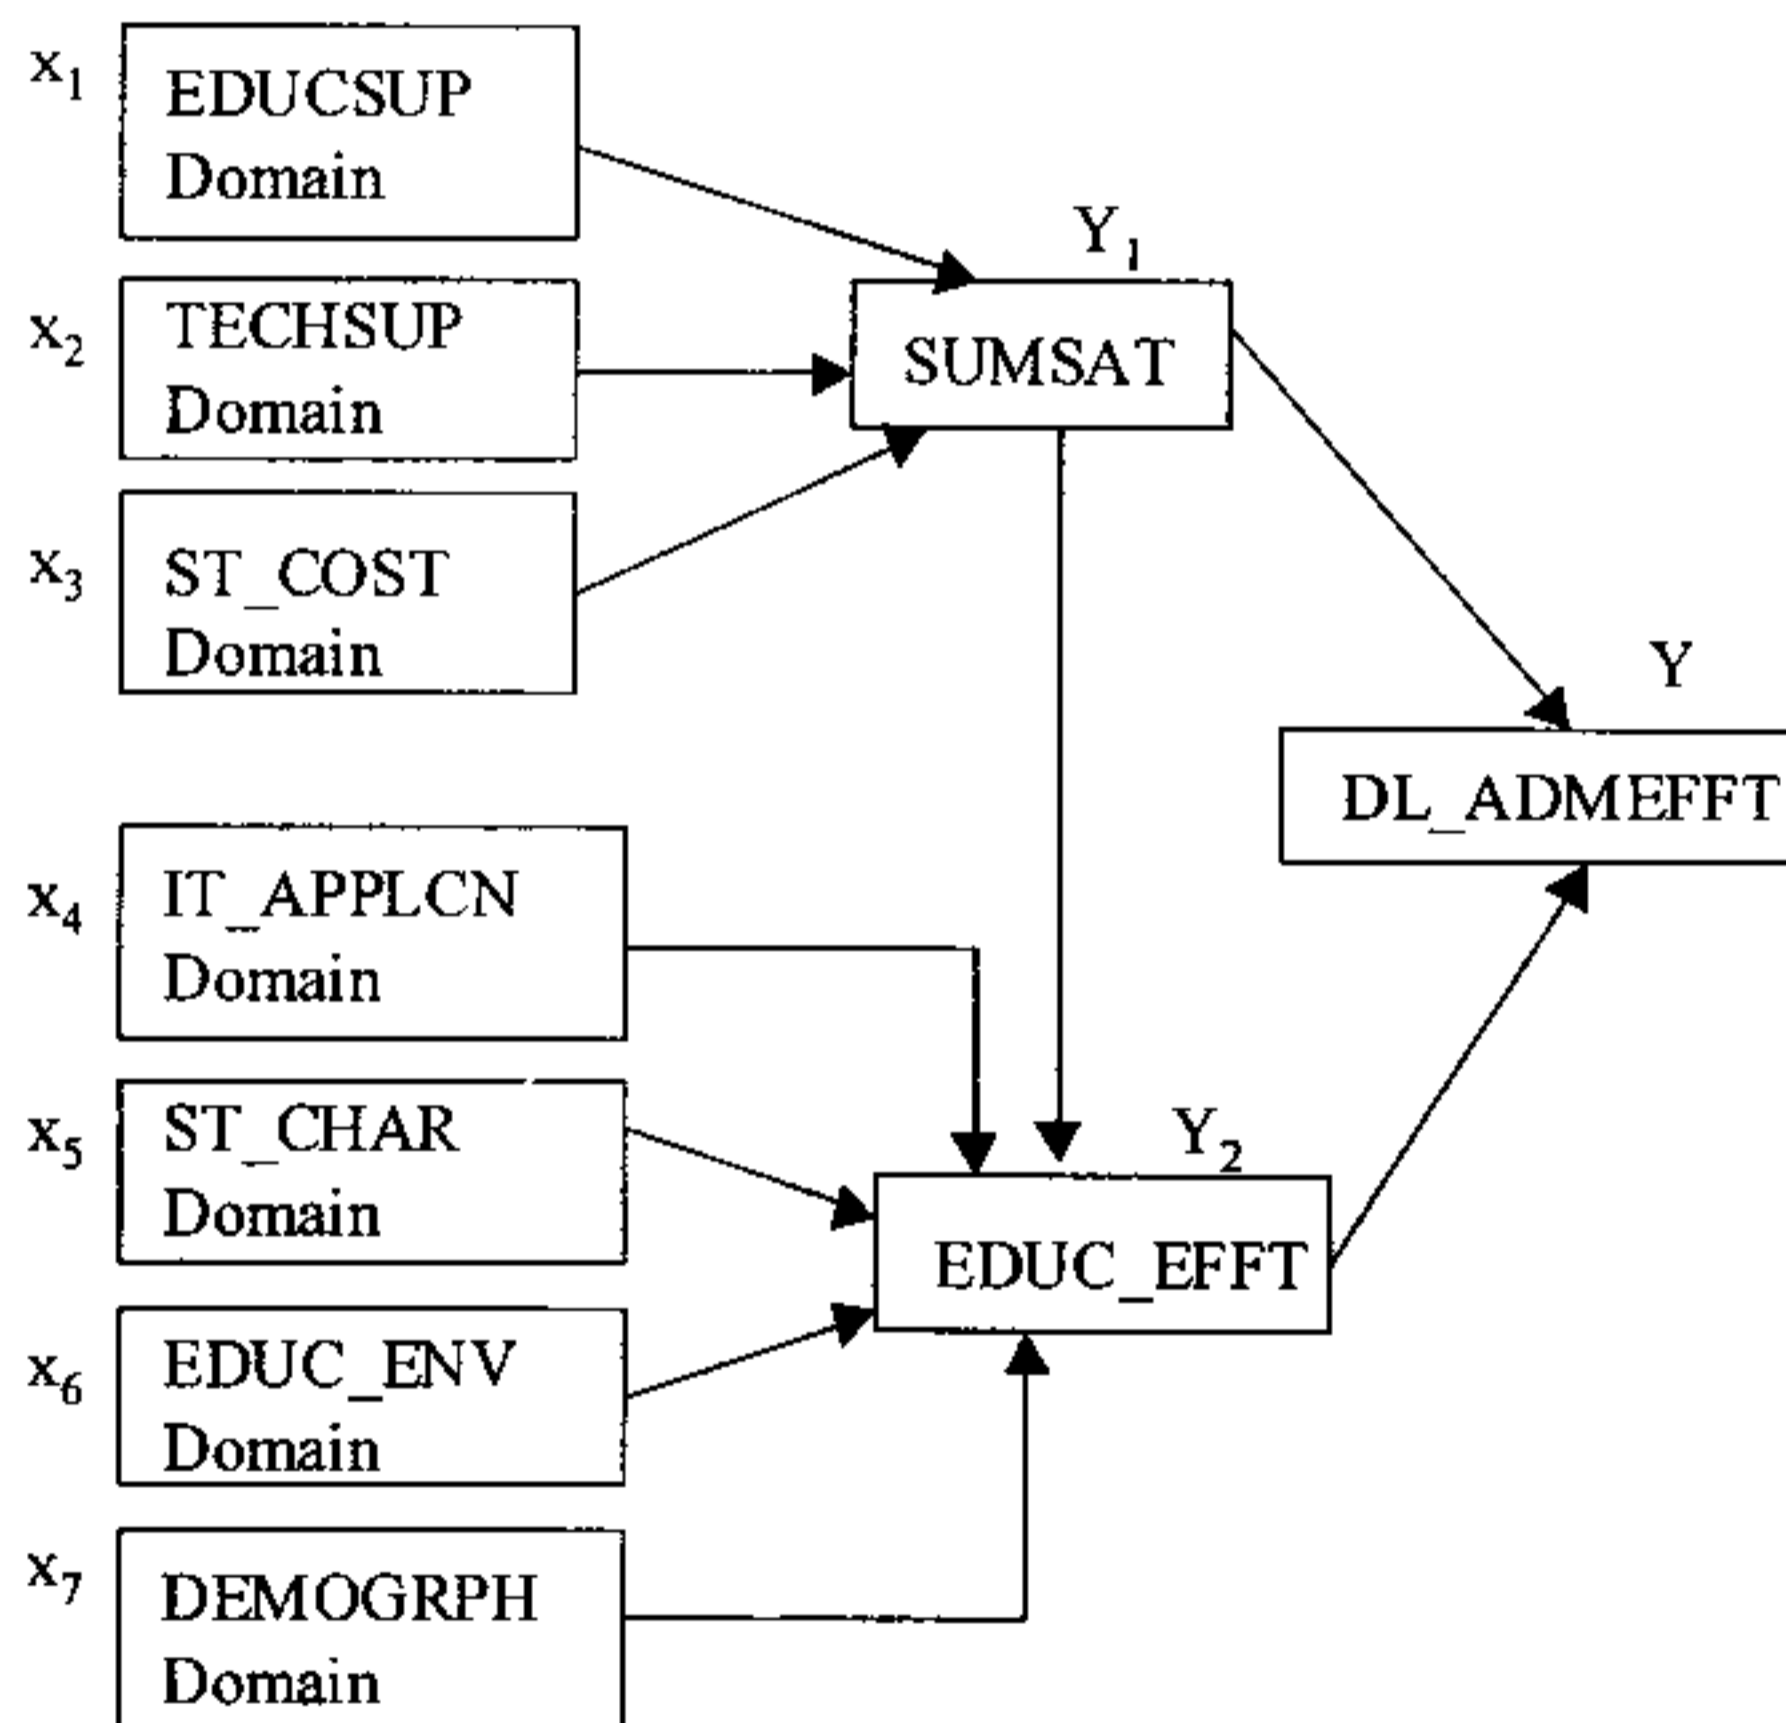 x1
EDUCSUP
Domain
x2
TECHSUP
Domain
x3
ST_COST
Domain
Y1
SUMSAT
Y
DL_ADMEFFT
x4
IT_APPLCN
Domain
x5
ST_CHAR
Domain
Y2
EDUC_EFFT
x6
EDUC_ENV
Domain
x7
DEMOGRPH
Domain